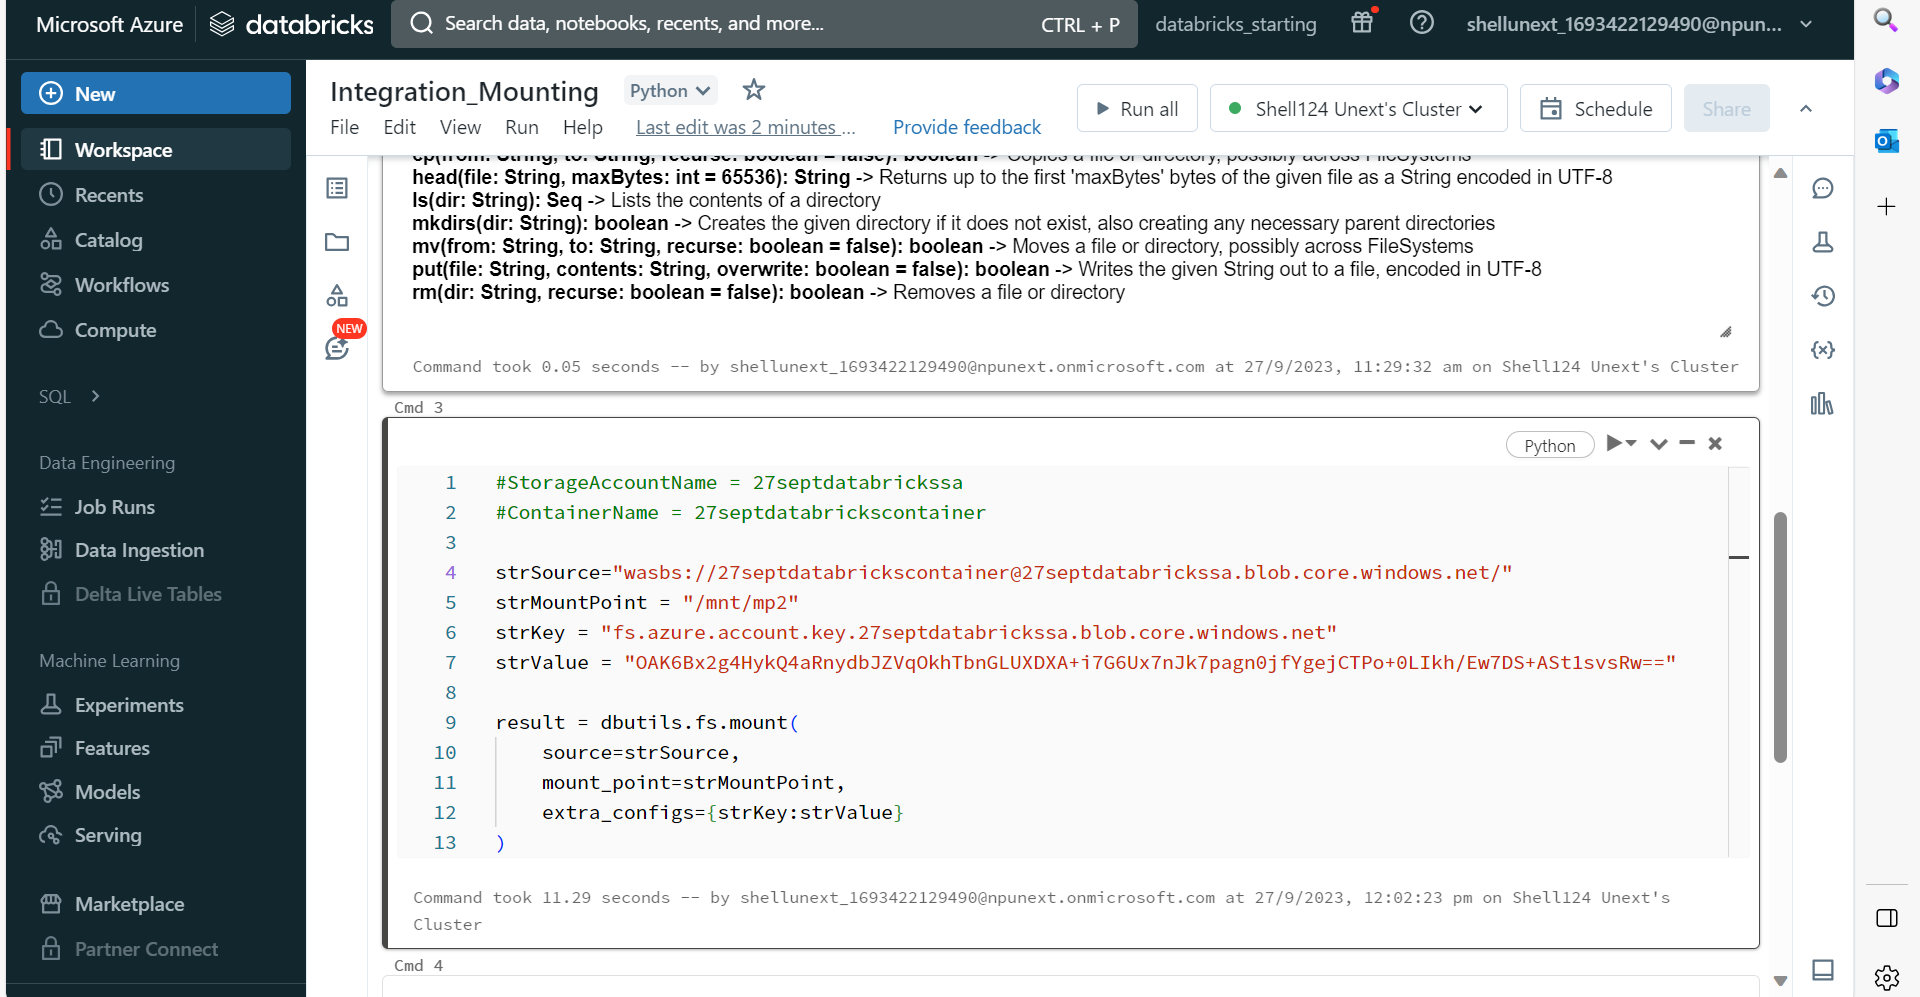 Microsoft Azure databricks Search data, notebooks, recents, and more... CTRL + P databricks_starting shellunext_1693422129490@npun...
New
Workspace
Recents
Catalog
Workflows
Compute
SQL
Data Engineering
Job Runs
Data Ingestion
Delta Live Tables
Machine Learning
Experiments
Features
Models
Serving
Marketplace
Partner Connect
Integration_Mounting Python
File Edit View Run Help Last edit was 2 minutes ... Provide feedback
Run all Shell124 Unext's Cluster Schedule Share
NEW
cp(from: String, to: String, recurse: boolean = false): boolean -> Copies a file or directory, possibly across FileSystems
head(file: String, maxBytes: int = 65536): String -> Returns up to the first 'maxBytes' bytes of the given file as a String encoded in UTF-8
ls(dir: String): Seq -> Lists the contents of a directory
mkdirs(dir: String): boolean -> Creates the given directory if it does not exist, also creating any necessary parent directories
mv(from: String, to: String, recurse: boolean = false): boolean -> Moves a file or directory, possibly across FileSystems
put(file: String, contents: String, overwrite: boolean = false): boolean -> Writes the given String out to a file, encoded in UTF-8
rm(dir: String, recurse: boolean = false): boolean -> Removes a file or directory
Command took 0.05 seconds -- by shellunext_1693422129490@npunext.onmicrosoft.com at 27/9/2023, 11:29:32 am on Shell124 Unext's Cluster
Cmd 3
Python
1 #StorageAccountName = 27septdatabrickssa
2 #ContainerName = 27septdatabrickscontainer
3
4 strSource="wasbs://27septdatabrickscontainer@27septdatabrickssa.blob.core.windows.net/"
5 strMountPoint = "/mnt/mp2"
6 strKey = "fs.azure.account.key.27septdatabrickssa.blob.core.windows.net"
7 strValue = "OAK6Bx2g4HykQ4aRnydbJZVqOkhTbnGLUXDXA+i7G6Ux7nJk7pagn0jfYgejCTPo+0LIkh/Ew7DS+ASt1svsRw=="
8
9 result = dbutils.fs.mount(
10 source=strSource,
11 mount_point=strMountPoint,
12 extra_configs={strKey:strValue}
13 )
Command took 11.29 seconds -- by shellunext_1693422129490@npunext.onmicrosoft.com at 27/9/2023, 12:02:23 pm on Shell124 Unext's
Cluster
Cmd 4